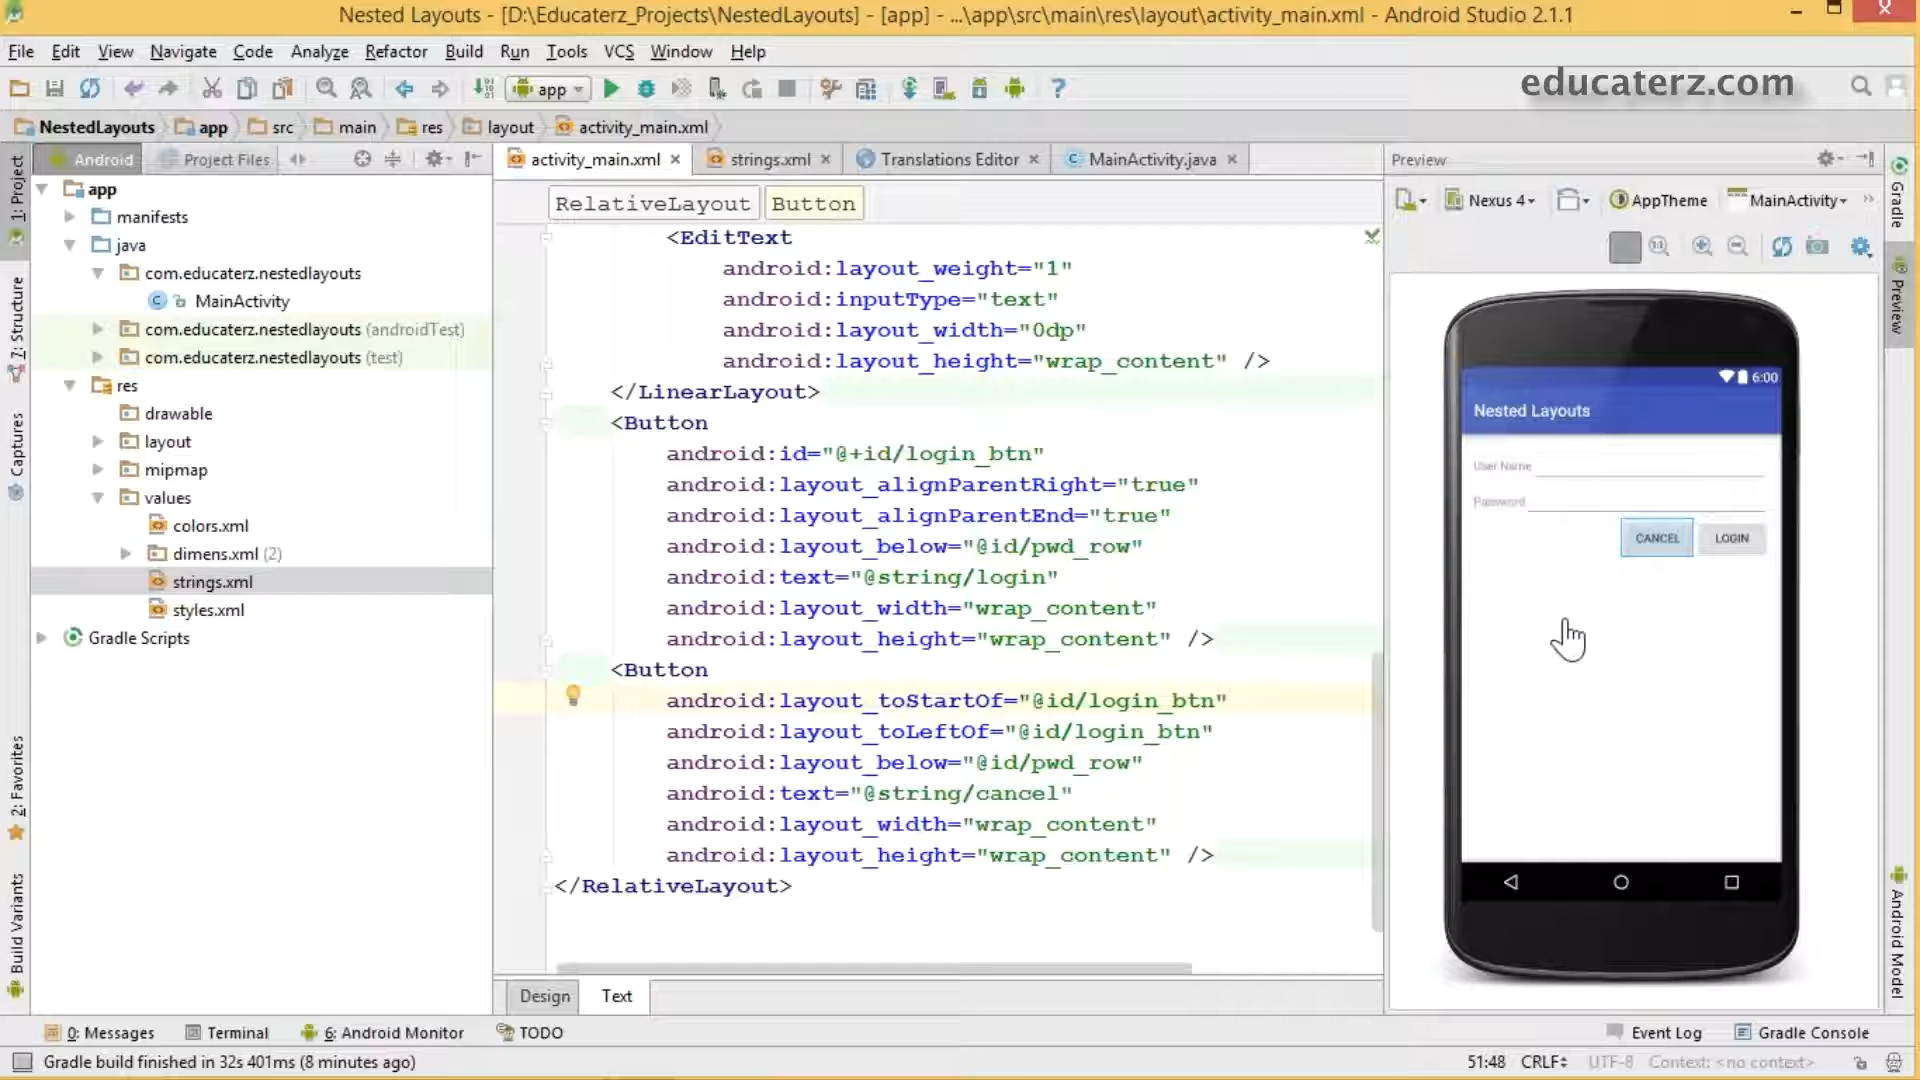 Nested Layouts - [D:\Educaterz_Projects\NestedLayouts] - [app] - ...\app\src\main\res\layout\activity_main.xml - Android Studio 2.1.1
File Edit View Navigate Code Analyze Refactor Build Run Tools VCS Window Help
app
educaterz.com
NestedLayouts app src main res layout activity_main.xml
Android Project Files
activity_main.xml strings.xml Translations Editor MainActivity.java
Preview
1: Project
7: Structure
Captures
2: Favorites
Build Variants
app
manifests
java
com.educaterz.nestedlayouts
MainActivity
com.educaterz.nestedlayouts (androidTest)
com.educaterz.nestedlayouts (test)
res
drawable
layout
mipmap
values
colors.xml
dimens.xml (2)
strings.xml
styles.xml
Gradle Scripts
RelativeLayout Button
<EditText
android:layout_weight="1"
android:inputType="text"
android:layout_width="0dp"
android:layout_height="wrap_content" />
</LinearLayout>
<Button
android:id="@+id/login_btn"
android:layout_alignParentRight="true"
android:layout_alignParentEnd="true"
android:layout_below="@id/pwd_row"
android:text="@string/login"
android:layout_width="wrap_content"
android:layout_height="wrap_content" />
<Button
android:layout_toStartOf="@id/login_btn"
android:layout_toLeftOf="@id/login_btn"
android:layout_below="@id/pwd_row"
android:text="@string/cancel"
android:layout_width="wrap_content"
android:layout_height="wrap_content" />
</RelativeLayout>
Design Text
Nexus 4 AppTheme MainActivity
6:00
Nested Layouts
User Name
Password
CANCEL LOGIN
Gradle
Preview
Android Model
0: Messages Terminal 6: Android Monitor TODO
Event Log Gradle Console
Gradle build finished in 32s 401ms (8 minutes ago)
51:48 CRLF UTF-8 Context: <no context>